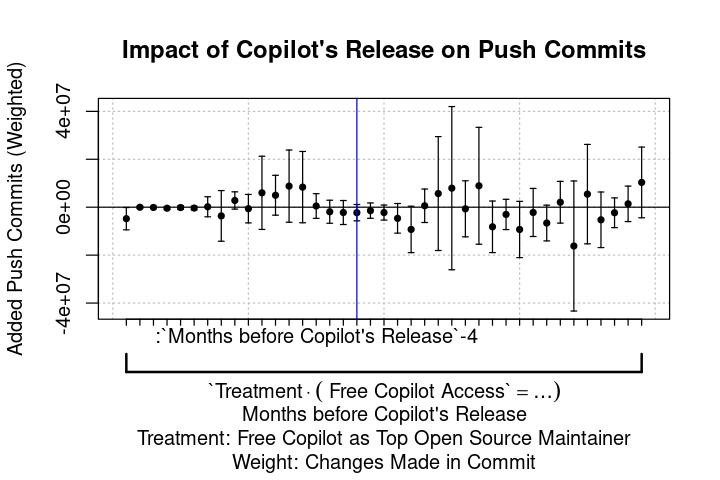 Impact of Copilot's Release on Push Commits
Added Push Commits (Weighted)
4e+07
0e+00
-4e+07
:`Months before Copilot's Release`-4
`Treatment · ( Free Copilot Access` = …)
Months before Copilot's Release
Treatment: Free Copilot as Top Open Source Maintainer
Weight: Changes Made in Commit